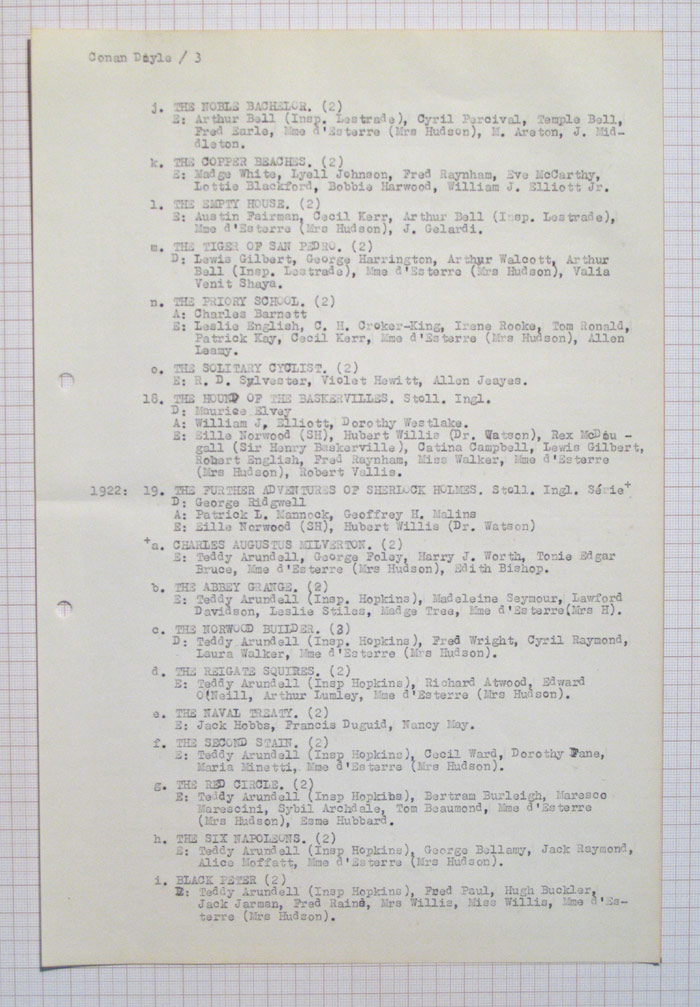 Conan Doyle / 3
j. THE NOBLE BACHELOR. (2)
E: Arthur Bell (Insp. Lestrade), Cyril Percival, Temple Bell,
Fred Earle, Mme d'Esterre (Mrs Hudson), M. Areton, J. Mid-
dleton.
k. THE COPPER BEACHES. (2)
E: Madge White, Lyell Johnson, Fred Raynham, Eve McCarthy,
Lottie Blackford, Bobbie Harwood, William J. Elliott Jr.
l. THE EMPTY HOUSE. (2)
E: Austin Fairman, Cecil Kerr, Arthur Bell (Insp. Lestrade),
Mme d'Esterre (Mrs Hudson), J. Gelardi.
m. THE TIGER OF SAN PEDRO. (2)
D: Lewis Gilbert, George Harrington, Arthur Walcott, Arthur
Bell (Insp. Lestrade), Mme d'Esterre (Mrs Hudson), Valia
Venit Shaya.
n. THE PRIORY SCHOOL. (2)
A: Charles Barnett
E: Leslie English, C. H. Croker-King, Irene Rooke, Tom Ronald,
Patrick Kay, Cecil Kerr, Mme d'Esterre (Mrs Hudson), Allen
Leamy.
o. THE SOLITARY CYCLIST. (2)
E: R. D. Sylvester, Violet Hewitt, Allen Jeayes.
18. THE HOUND OF THE BASKERVILLES. Stoll. Ingl.
D: Maurice Elvey
A: William J. Elliott, Dorothy Westlake.
E: Eille Norwood (SH), Hubert Willis (Dr. Watson), Rex McDou -
gall (Sir Henry Baskerville), Catina Campbell, Lewis Gilbert,
Robert English, Fred Raynham, Miss Walker, Mme d'Esterre
(Mrs Hudson), Robert Vallis.
1922: 19. THE FURTHER ADVENTURES OF SHERLOCK HOLMES. Stoll. Ingl. Série+
D: George Ridgwell
A: Patrick L. Mannock, Geoffrey H. Malins
E: Eille Norwood (SH), Hubert Willis (Dr. Watson)
+a. CHARLES AUGUSTUS MILVERTON. (2)
E: Teddy Arundell, George Foley, Harry J. Worth, Tonie Edgar
Bruce, Mme d'Esterre (Mrs Hudson), Edith Bishop.
b. THE ABBEY GRANGE. (2)
E: Teddy Arundell (Insp. Hopkins), Madeleine Seymour, Lawford
Davidson, Leslie Stiles, Madge Tree, Mme d'Esterre(Mrs H).
c. THE NORWOOD BUILDER. (3)
D: Teddy Arundell (Insp. Hopkins), Fred Wright, Cyril Raymond,
Laura Walker, Mme d'Esterre (Mrs Hudson).
d. THE REIGATE SQUIRES. (2)
E: Teddy Arundell (Insp Hopkins), Richard Atwood, Edward
O'Neill, Arthur Lumley, Mme d'Esterre (Mrs Hudson).
e. THE NAVAL TREATY. (2)
E: Jack Hobbs, Francis Duguid, Nancy May.
f. THE SECOND STAIN. (2)
E: Teddy Arundell (Insp Hopkins), Cecil Ward, Dorothy Fane,
Maria Minetti, Mme d'Esterre (Mrs Hudson).
g. THE RED CIRCLE. (2)
E: Teddy Arundell (Insp Hopkibs), Bertram Burleigh, Maresco
Marescini, Sybil Archdale, Tom Beaumond, Mme d'Esterre
(Mrs Hudson), Esme Hubbard.
h. THE SIX NAPOLEONS. (2)
E: Teddy Arundell (Insp Hopkins), George Bellamy, Jack Raymond,
Alice Moffatt, Mme d'Esterre (Mrs Hudson).
i. BLACK PETER (2)
E: Teddy Arundell (Insp Hopkins), Fred Paul, Hugh Buckler,
Jack Jarman, Fred Raine, Mrs Willis, Miss Willis, Mme d'Es-
terre (Mrs Hudson).